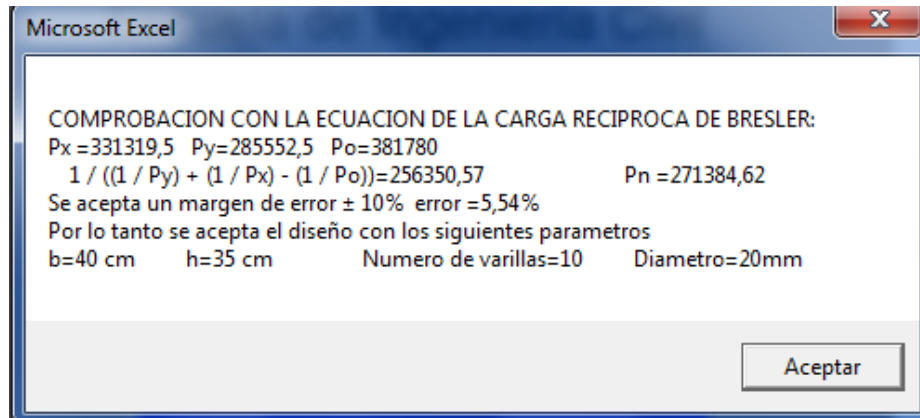 Microsoft Excel
COMPROBACION CON LA ECUACION DE LA CARGA RECIPROCA DE BRESLER:
Px =331319,5 Py=285552,5 Po=381780
1 / ((1 / Py) + (1 / Px) - (1 / Po))=256350,57 Pn =271384,62
Se acepta un margen de error ± 10% error =5,54%
Por lo tanto se acepta el diseño con los siguientes parametros
b=40 cm h=35 cm Numero de varillas=10 Diametro=20mm
Aceptar